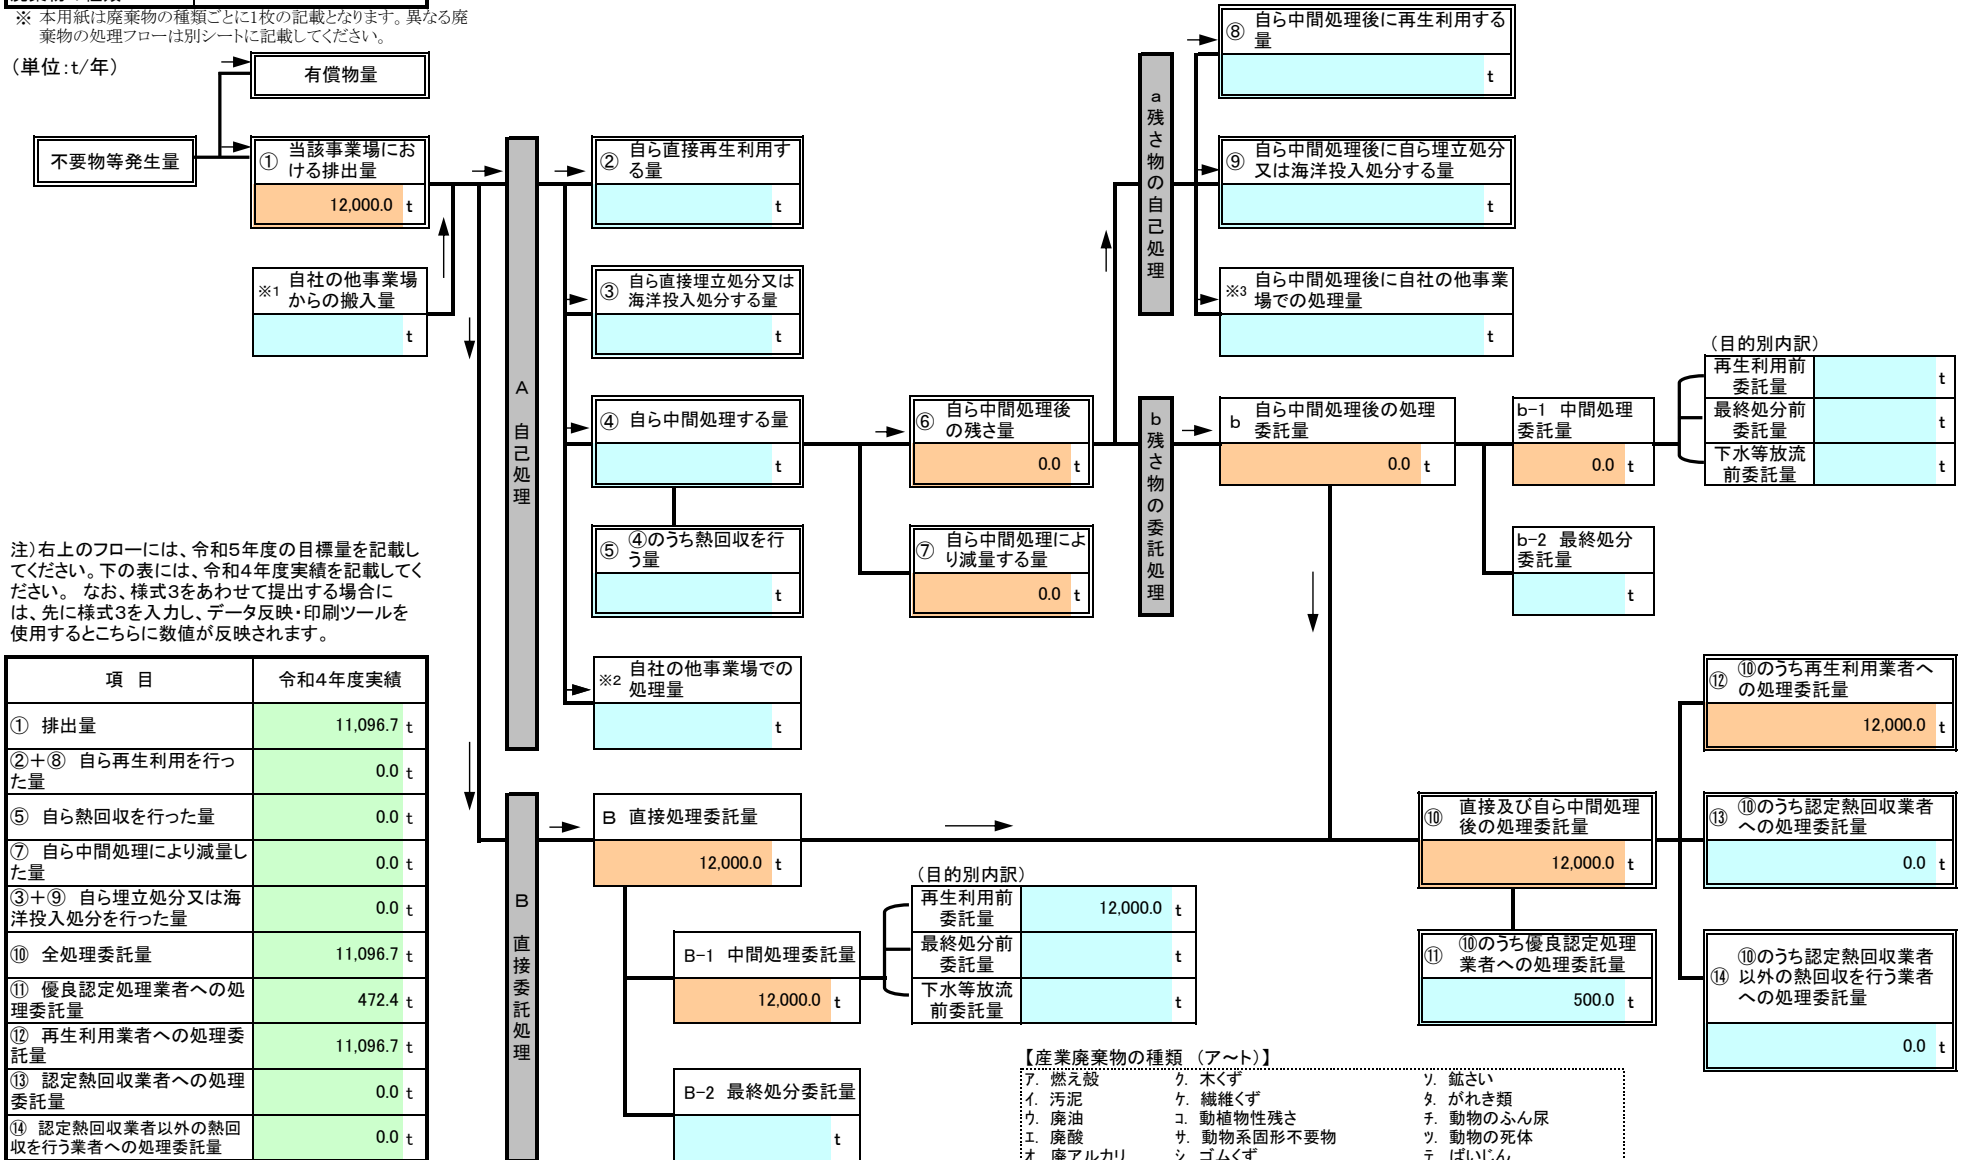 ※ 本用紙は廃棄物の種類ごとに1枚の記載となります。異なる廃
棄物の処理フローは別シートに記載してください。
(単位:t/年)
不要物等発生量
有償物量
① 当該事業場にお
ける排出量
12,000.0 t
※1 自社の他事業場
からの搬入量
t
A 自己処理
② 自ら直接再生利用す
る量
t
③ 自ら直接埋立処分又は
海洋投入処分する量
t
④ 自ら中間処理する量
t
⑤ ④のうち熱回収を行
う量
t
※2 自社の他事業場での
処理量
t
⑥ 自ら中間処理後
の残さ量
0.0 t
⑦ 自ら中間処理によ
り減量する量
0.0 t
a 残さ物の自己処理
⑧ 自ら中間処理後に再生利用する
量
t
⑨ 自ら中間処理後に自ら埋立処分
又は海洋投入処分する量
t
※3 自ら中間処理後に自社の他事業
場での処理量
t
b 残さ物の委託処理
b 自ら中間処理後の処理
委託量
0.0 t
b-1 中間処理
委託量
0.0 t
b-2 最終処分
委託量
t
(目的別内訳)
再生利用前
委託量
t
最終処分前
委託量
t
下水等放流
前委託量
t
注)右上のフローには、令和5年度の目標量を記載し
てください。下の表には、令和4年度実績を記載してく
ださい。 なお、様式3をあわせて提出する場合に
は、先に様式3を入力し、データ反映・印刷ツールを
使用するとこちらに数値が反映されます。
項 目 令和4年度実績
① 排出量 11,096.7 t
②+⑧ 自ら再生利用を行っ
た量 0.0 t
⑤ 自ら熱回収を行った量 0.0 t
⑦ 自ら中間処理により減量し
た量 0.0 t
③+⑨ 自ら埋立処分又は海
洋投入処分を行った量 0.0 t
⑩ 全処理委託量 11,096.7 t
⑪ 優良認定処理業者への処
理委託量 472.4 t
⑫ 再生利用業者への処理委
託量 11,096.7 t
⑬ 認定熱回収業者への処理
委託量 0.0 t
⑭ 認定熱回収業者以外の熱回
収を行う業者への処理委託量 0.0 t
B 直接委託処理
B 直接処理委託量
12,000.0 t
B-1 中間処理委託量
12,000.0 t
B-2 最終処分委託量
t
(目的別内訳)
再生利用前
委託量
12,000.0 t
最終処分前
委託量
t
下水等放流
前委託量
t
⑩ 直接及び自ら中間処理
後の処理委託量
12,000.0 t
⑪ ⑩のうち優良認定処理
業者への処理委託量
500.0 t
⑫ ⑩のうち再生利用業者へ
の処理委託量
12,000.0 t
⑬ ⑩のうち認定熱回収業者
への処理委託量
0.0 t
⑭ ⑩のうち認定熱回収業者
以外の熱回収を行う業者
への処理委託量
0.0 t
【産業廃棄物の種類 (ア~ト)】
ア. 燃え殻 ク. 木くず ソ. 鉱さい
イ. 汚泥 ケ. 繊維くず タ. がれき類
ウ. 廃油 コ. 動植物性残さ チ. 動物のふん尿
エ. 廃酸 サ. 動物系固形不要物 ツ. 動物の死体
オ. 廃アルカリ シ. ゴムくず テ. ばいじん